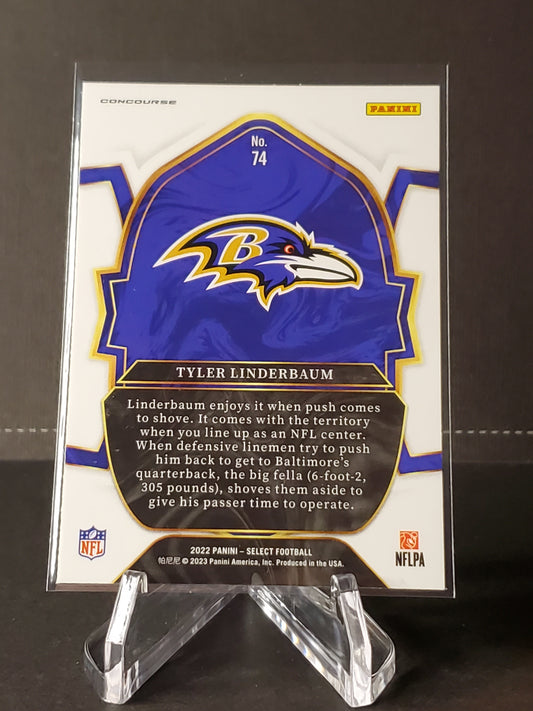 CONCOURSE
PANINI
No.
74
B
TYLER LINDERBAUM
Linderbaum enjoys it when push comes
to shove. It comes with the territory
when you line up as an NFL center.
When defensive linemen try to push
him back to get to Baltimore's
quarterback, the big fella (6-foot-2,
305 pounds), shoves them aside to
give his passer time to operate.
NFL
2022 PANINI – SELECT FOOTBALL
帕尼尼 © 2023 Panini America, Inc. Produced in the USA.
NFLPA